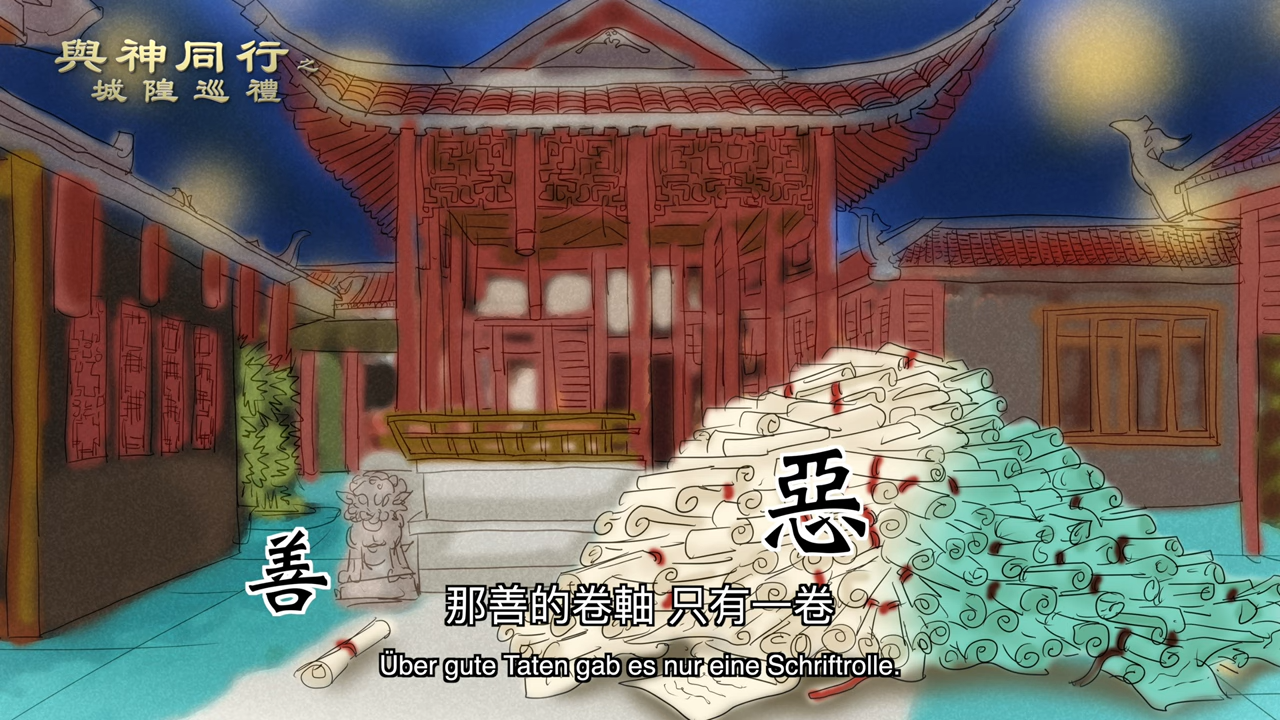 與神同行之
城隍巡禮
惡
善
那善的卷軸 只有一卷
Über gute Taten gab es nur eine Schriftrolle.